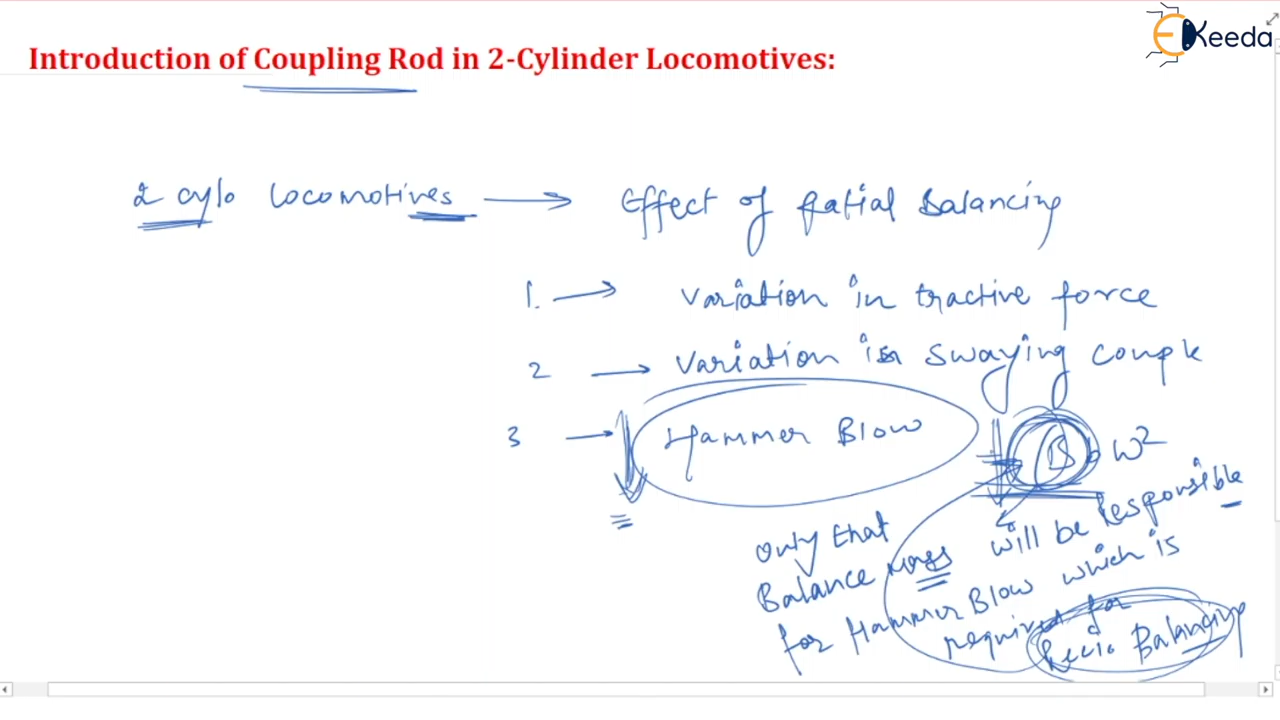 EKeeda
Introduction of Coupling Rod in 2-Cylinder Locomotives:
2 cylo locomotives → Effect of Partial Balancing
1. → variation in tractive force
2 → variation in swaying couple
3 → Hammer Blow B b ω²
only that
Balance mass will be responsible
for Hammer Blow which is
required for
Recio Balancing